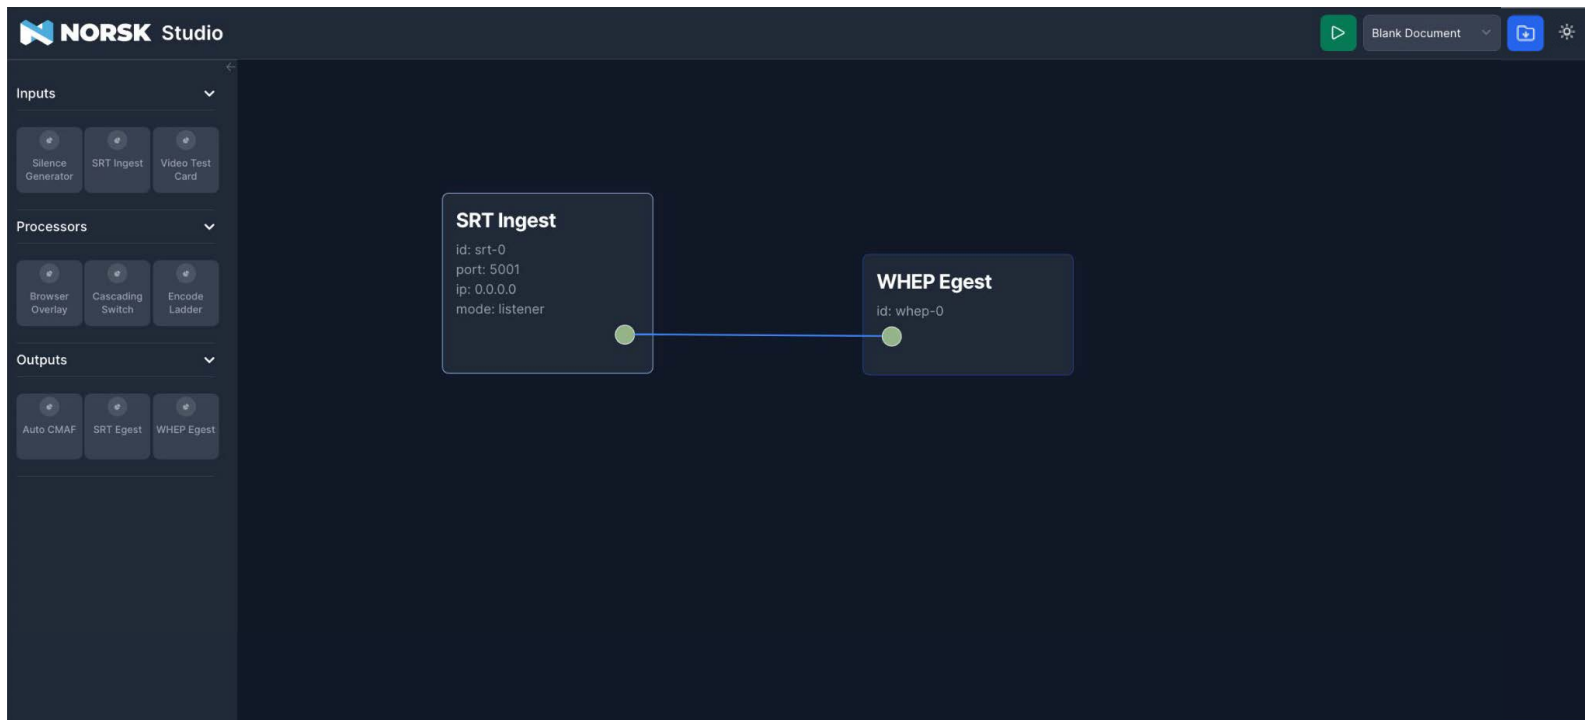 NORSK Studio
Blank Document
Inputs
Silence Generator
SRT Ingest
Video Test Card
Processors
Browser Overlay
Cascading Switch
Encode Ladder
Outputs
Auto CMAF
SRT Egest
WHEP Egest
SRT Ingest
id: srt-0
port: 5001
ip: 0.0.0.0
mode: listener
WHEP Egest
id: whep-0